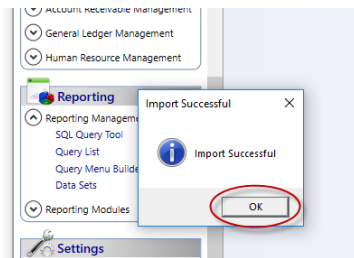 Account Receivable Management
General Ledger Management
Human Resource Management
Reporting
Reporting Manageme
SQL Query Tool
Query List
Query Menu Builde
Data Sets
Reporting Modules
Settings
Import Successful
Import Successful
OK